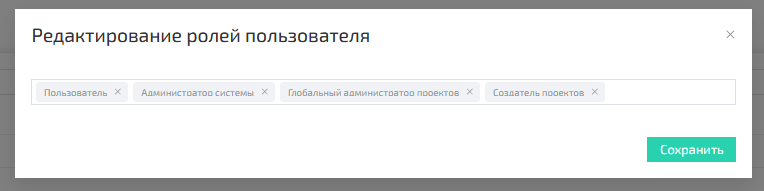 Редактирование ролей пользователя
Пользователь Администратор системы Глобальный администратор проектов Создатель проектов
Сохранить